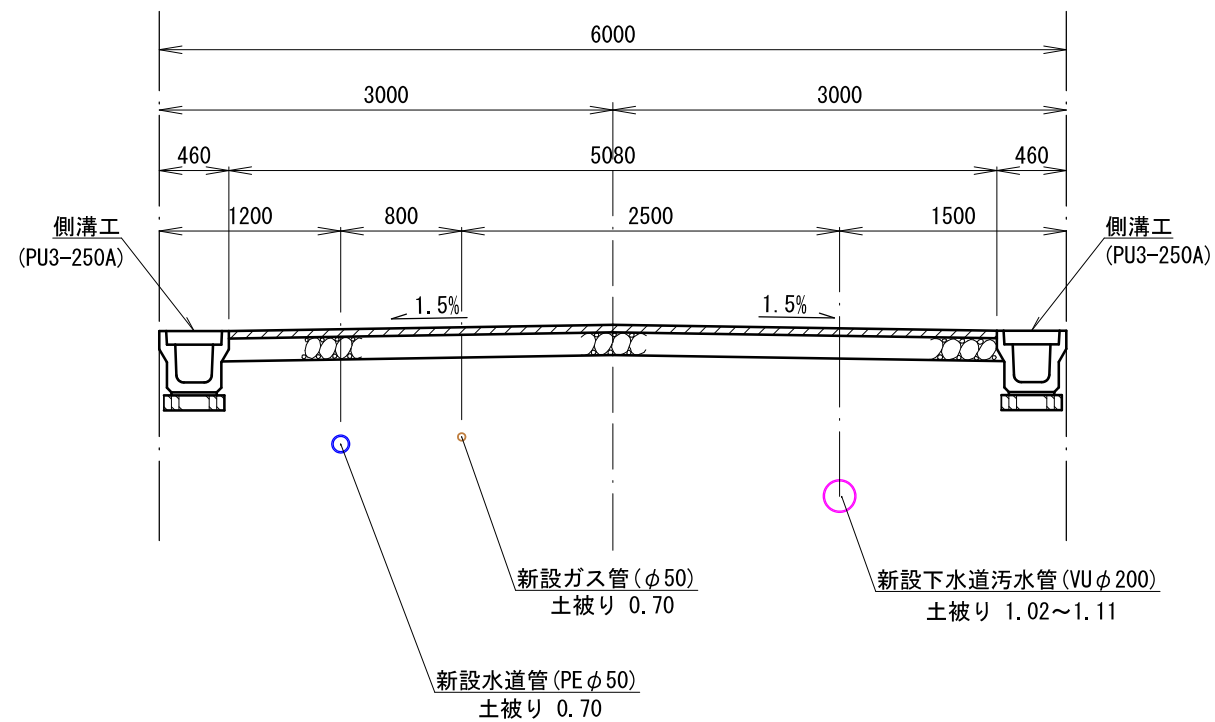 6000
3000
3000
460
5080
460
1200
800
2500
1500
側溝工
(PU3-250A)
側溝工
(PU3-250A)
1.5%
1.5%
新設ガス管(φ50)
土被り 0.70
新設下水道汚水管(VUφ200)
土被り 1.02～1.11
新設水道管(PEφ50)
土被り 0.70